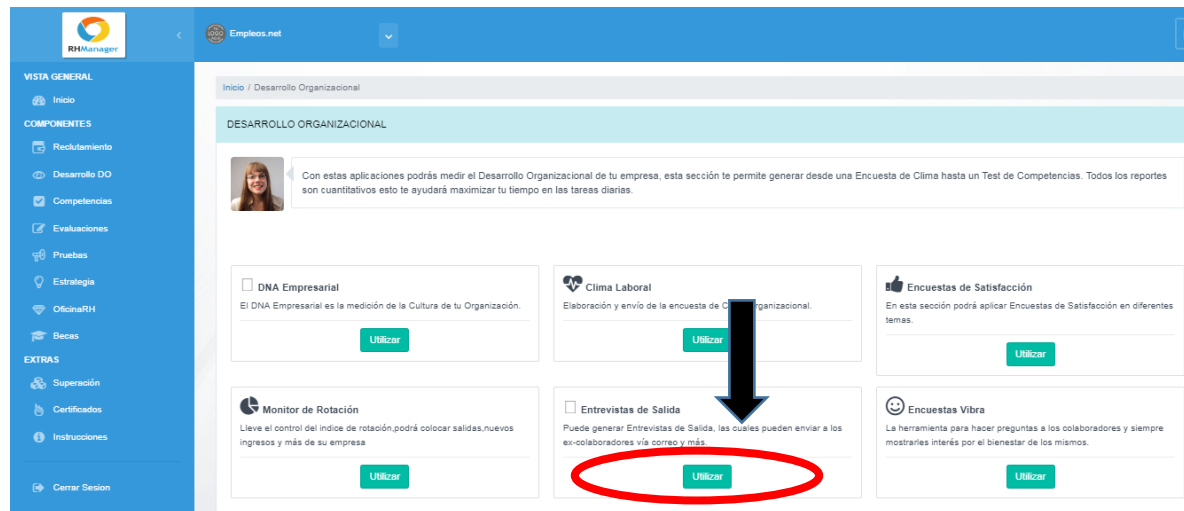 RHManager
Empleos.net
VISTA GENERAL
Inicio
COMPONENTES
Reclutamiento
Desarrollo DO
Competencias
Evaluaciones
Pruebas
Estrategia
OficinaRH
Becas
EXTRAS
Superación
Certificados
Instrucciones
Cerrar Sesion
Inicio / Desarrollo Organizacional
DESARROLLO ORGANIZACIONAL
Con estas aplicaciones podrás medir el Desarrollo Organizacional de tu empresa, esta sección te permite generar desde una Encuesta de Clima hasta un Test de Competencias. Todos los reportes
son cuantitativos esto te ayudará maximizar tu tiempo en las tareas diarias.
DNA Empresarial
El DNA Empresarial es la medición de la Cultura de tu Organización.
Utilizar
Clima Laboral
Elaboración y envío de la encuesta de rganizacional.
Utilizar
Encuestas de Satisfacción
En esta sección podrá aplicar Encuestas de Satisfacción en diferentes
temas.
Utilizar
Monitor de Rotación
Lleve el control del indice de rotación,podrá colocar salidas,nuevos
ingresos y más de su empresa
Utilizar
Entrevistas de Salida
Puede generar Entrevistas de Salida, las cuales pueden enviar a los
ex-colaboradores vía correo y más.
Utilizar
Encuestas Vibra
La herramienta para hacer preguntas a los colaboradores y siempre
mostrarles interés por el bienestar de los mismos.
Utilizar